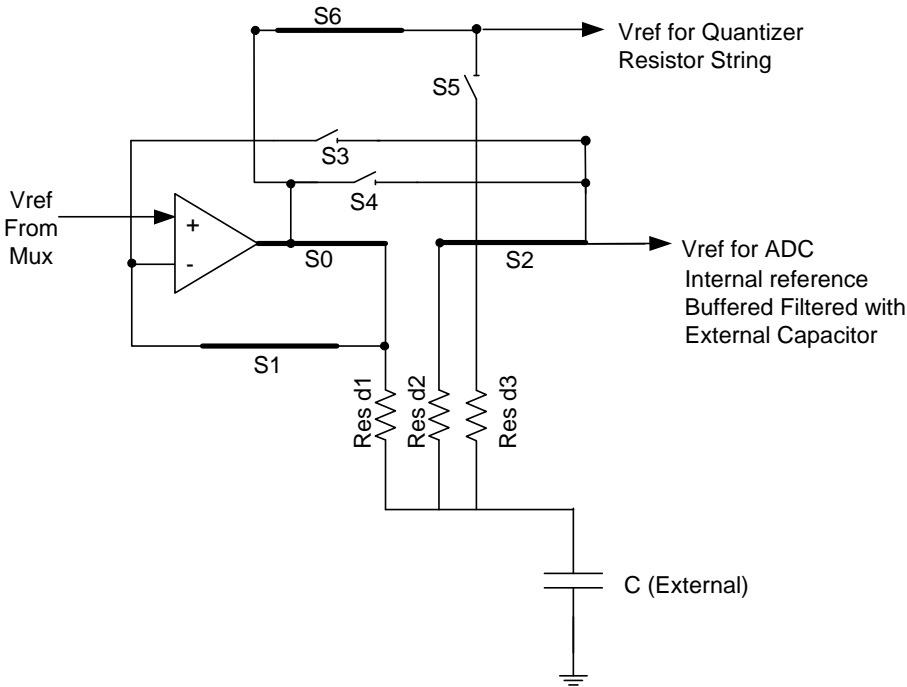 S6
Vref for Quantizer
Resistor String
S5
S3
S4
Vref
From
Mux
+
-
S0
S2
Vref for ADC
Internal reference
Buffered Filtered with
External Capacitor
S1
Res d1
Res d2
Res d3
C (External)